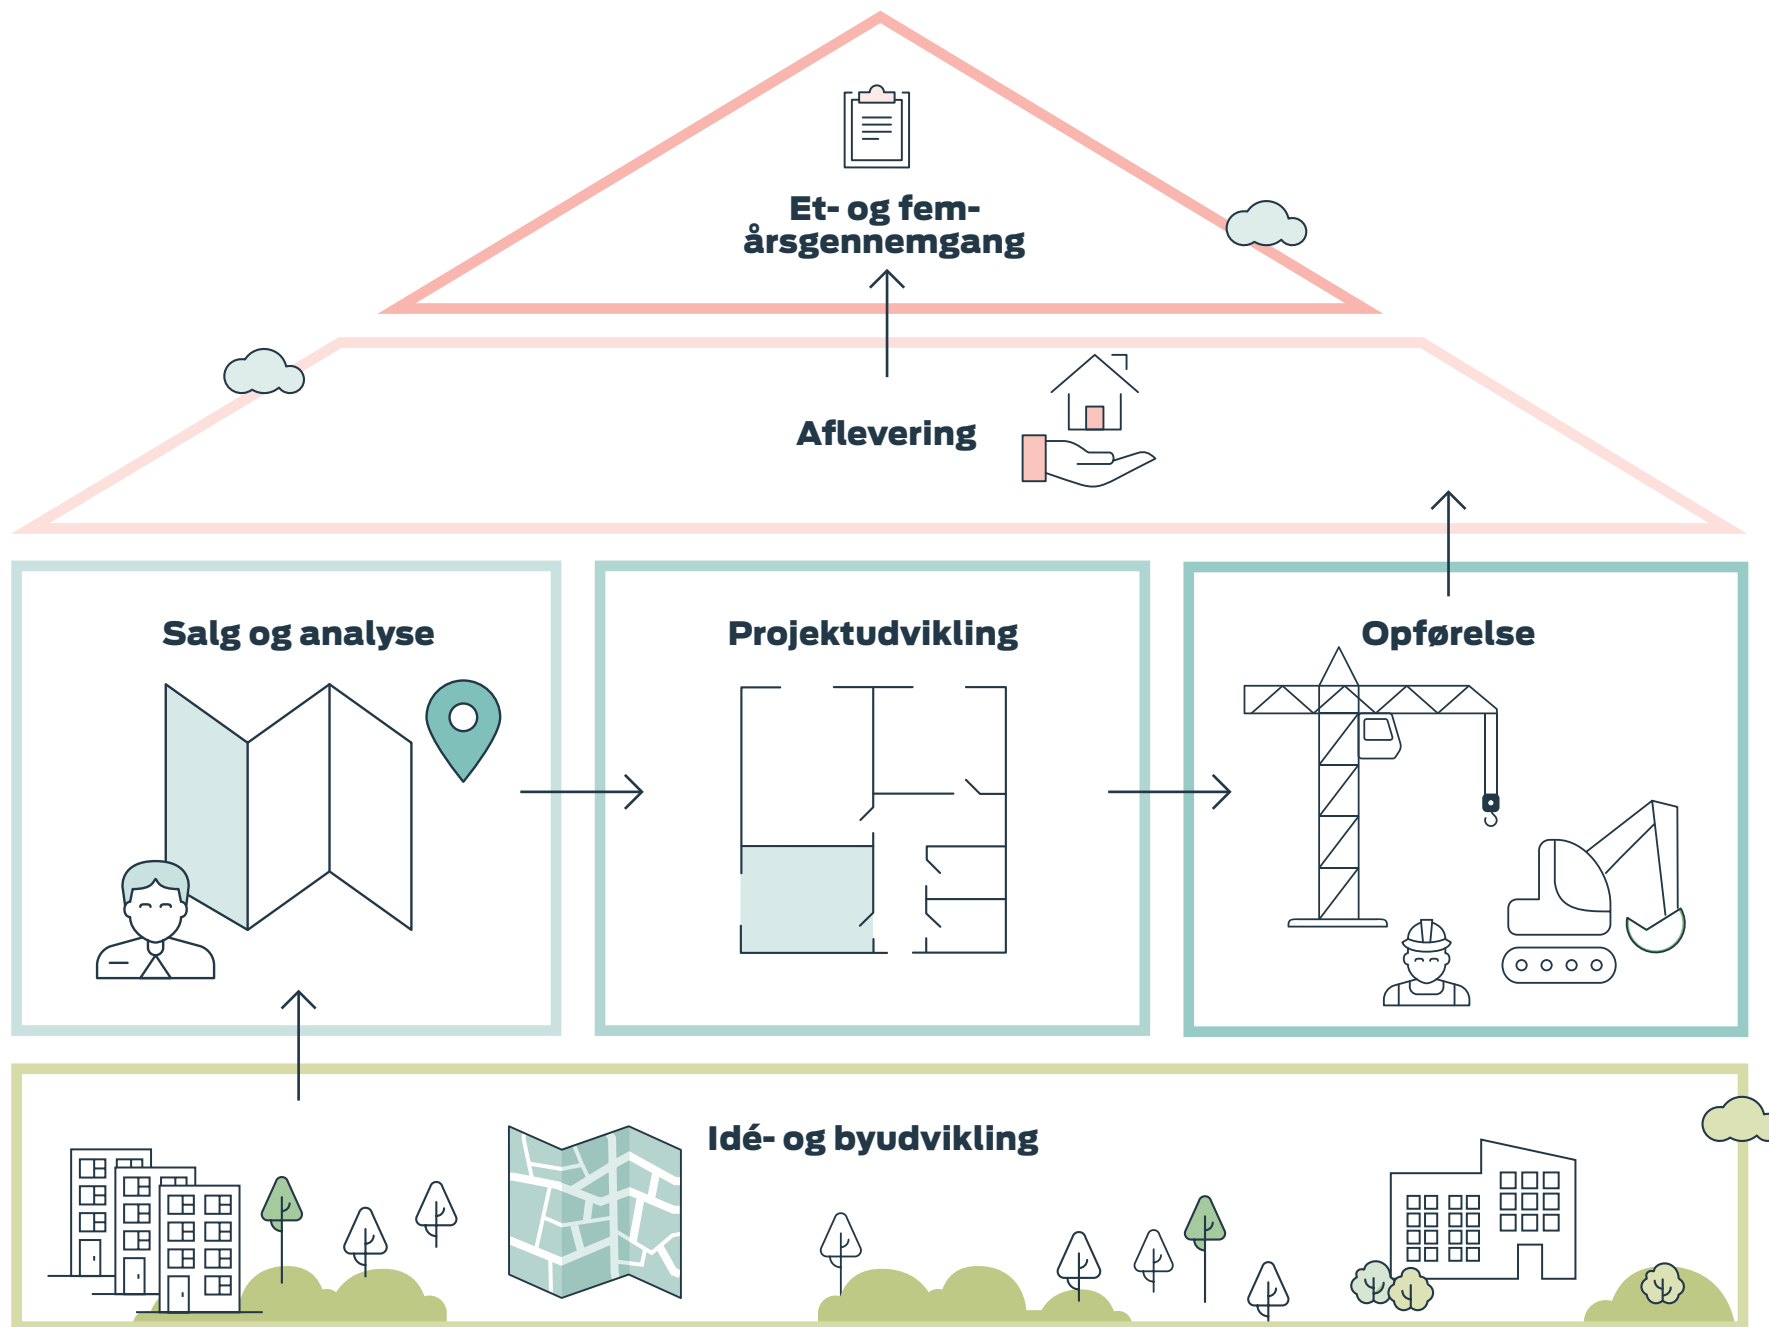 Et- og fem-
årsgennemgang
Aflevering
Salg og analyse
Projektudvikling
Opførelse
Idé- og byudvikling